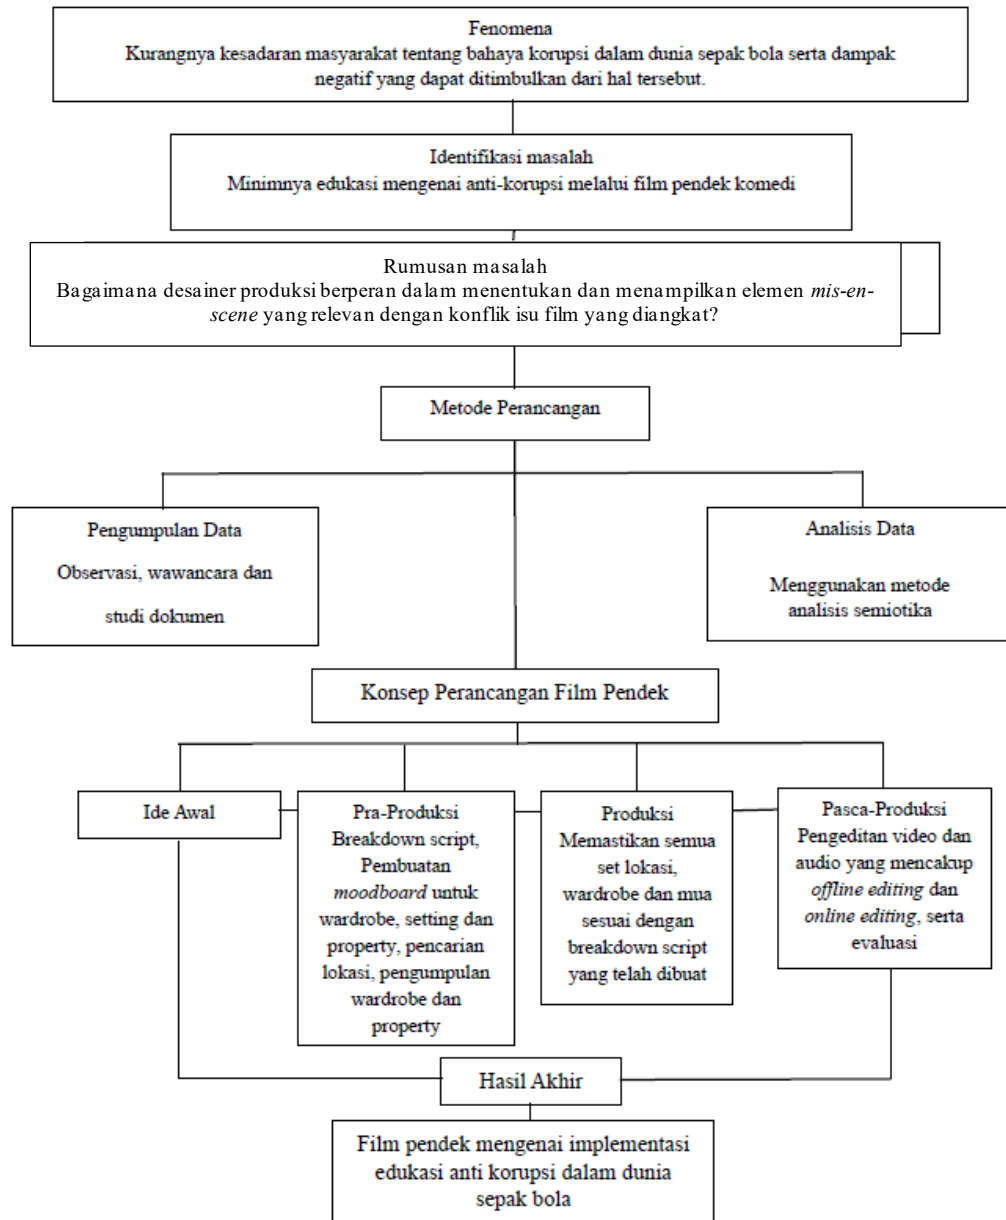 Fenomena
Kurangnya kesadaran masyarakat tentang bahaya korupsi dalam dunia sepak bola serta dampak
negatif yang dapat ditimbulkan dari hal tersebut.
Identifikasi masalah
Minimnya edukasi mengenai anti-korupsi melalui film pendek komedi
Rumusan masalah
Bagaimana desainer produksi berperan dalam menentukan dan menampilkan elemen mis-en-
scene yang relevan dengan konflik isu film yang diangkat?
Metode Perancangan
Pengumpulan Data
Observasi, wawancara dan
studi dokumen
Analisis Data
Menggunakan metode
analisis semiotika
Konsep Perancangan Film Pendek
Ide Awal
Pra-Produksi
Breakdown script,
Pembuatan
moodboard untuk
wardrobe, setting dan
property, pencarian
lokasi, pengumpulan
wardrobe dan
property
Produksi
Memastikan semua
set lokasi,
wardrobe dan mua
sesuai dengan
breakdown script
yang telah dibuat
Pasca-Produksi
Pengeditan video dan
audio yang mencakup
offline editing dan
online editing, serta
evaluasi
Hasil Akhir
Film pendek mengenai implementasi
edukasi anti korupsi dalam dunia
sepak bola